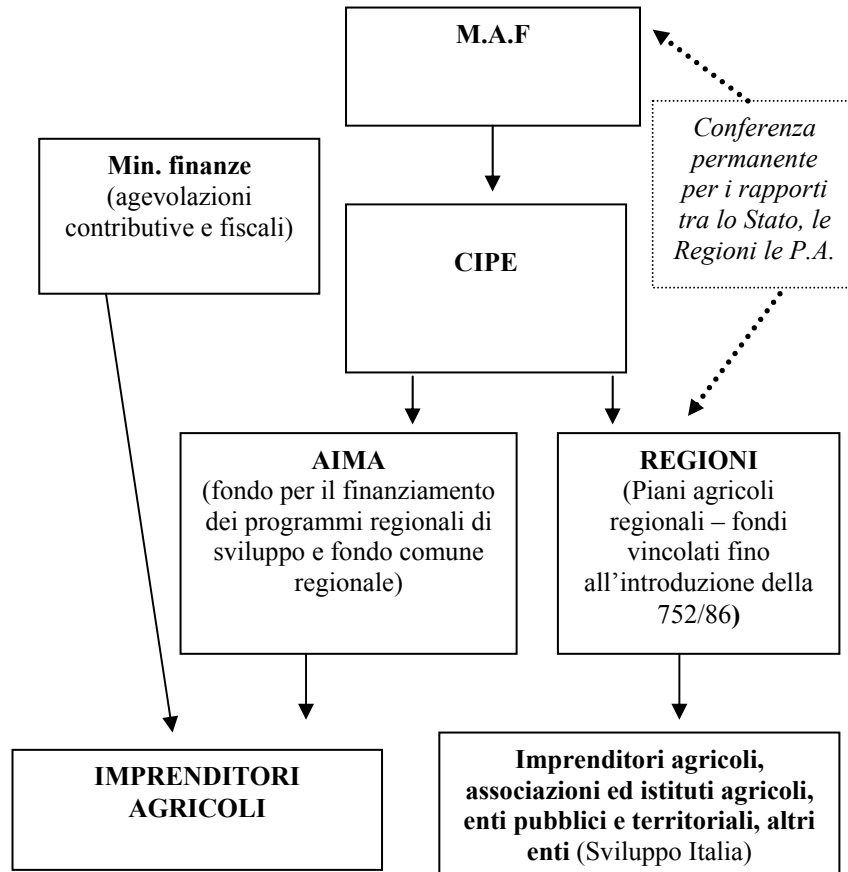 M.A.F
Conferenza
permanente
per i rapporti
tra lo Stato, le
Regioni le P.A.
Min. finanze
(agevolazioni
contributive e fiscali)
CIPE
AIMA
(fondo per il finanziamento
dei programmi regionali di
sviluppo e fondo comune
regionale)
REGIONI
(Piani agricoli
regionali – fondi
vincolati fino
all’introduzione della
752/86)
IMPRENDITORI
AGRICOLI
Imprenditori agricoli,
associazioni ed istituti agricoli,
enti pubblici e territoriali, altri
enti (Sviluppo Italia)